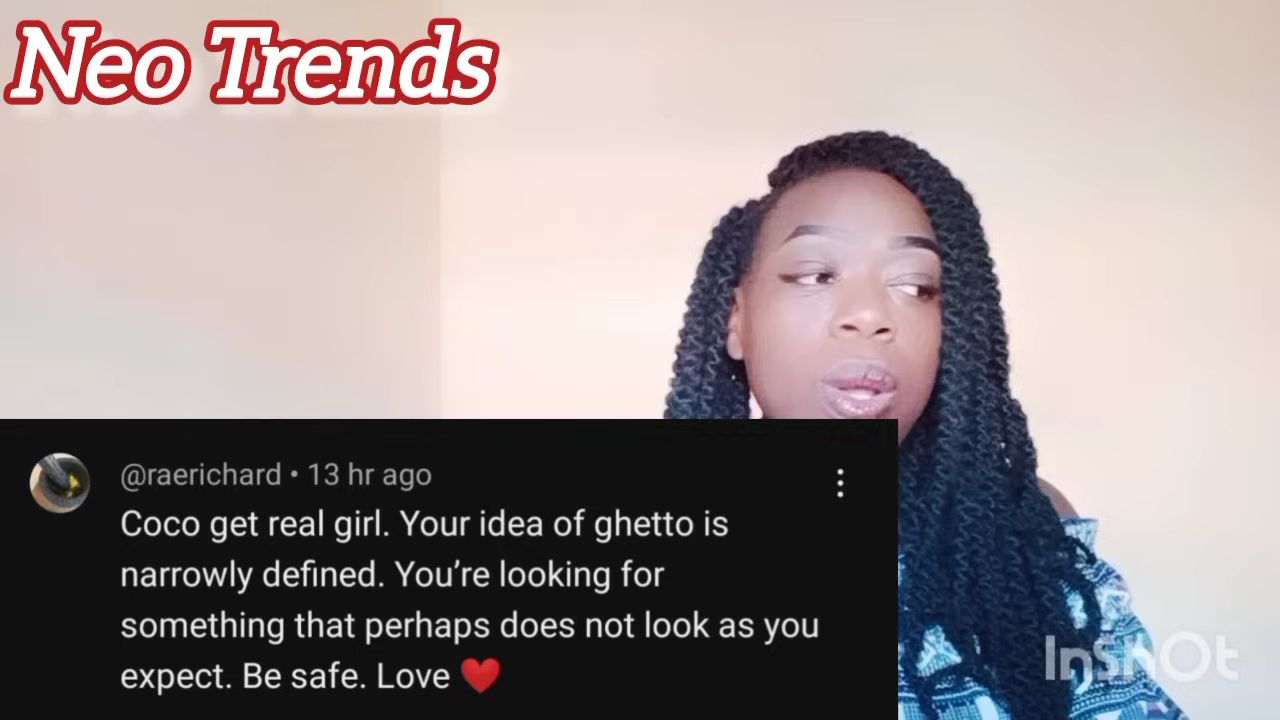 Neo Trends
@raerichard • 13 hr ago
Coco get real girl. Your idea of ghetto is
narrowly defined. You’re looking for
something that perhaps does not look as you
expect. Be safe. Love ❤️
InShOt